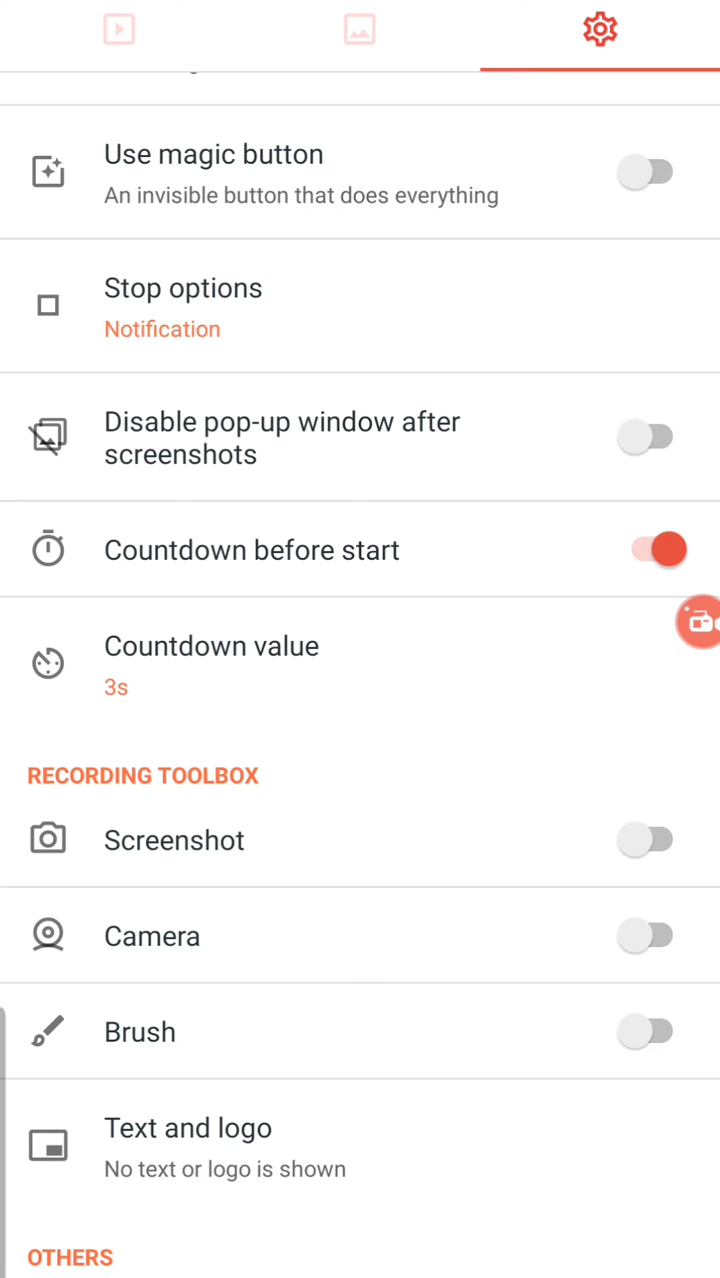 Use magic button
An invisible button that does everything
Stop options
Notification
Disable pop-up window after
screenshots
Countdown before start
Countdown value
3s
RECORDING TOOLBOX
Screenshot
Camera
Brush
Text and logo
No text or logo is shown
OTHERS